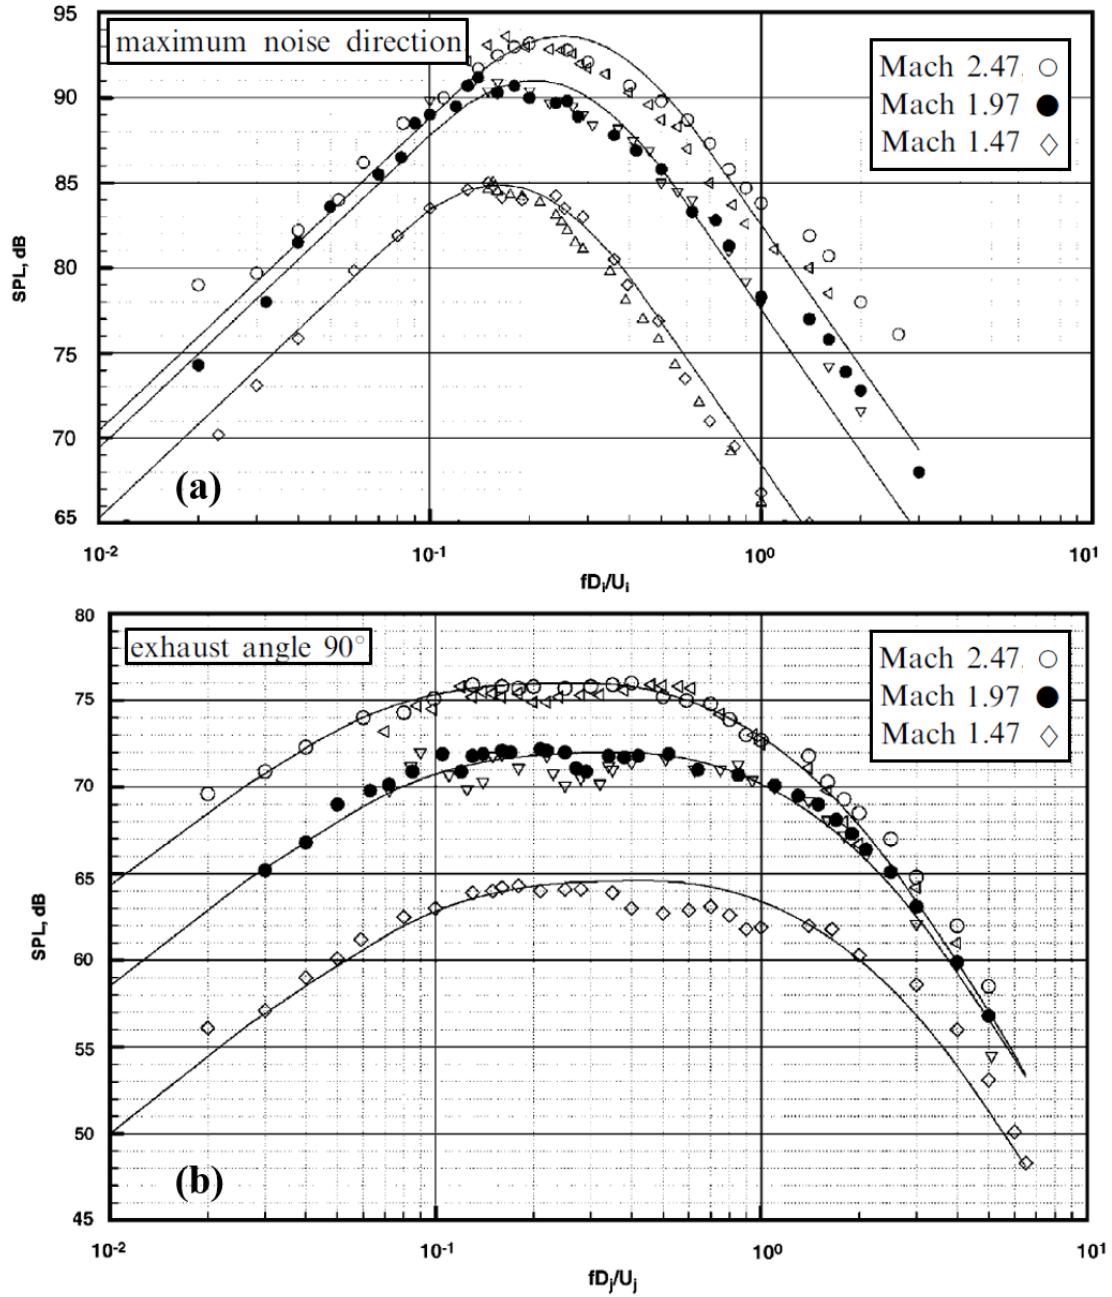 95
maximum noise direction
Mach 2.47
Mach 1.97
Mach 1.47
90
85
80
SPL, dB
75
70
(a)
65
10⁻²
10⁻¹
10⁰
10¹
fDⱼ/Uⱼ
80
exhaust angle 90°
Mach 2.47
Mach 1.97
Mach 1.47
75
70
65
SPL, dB
60
55
50
(b)
45
10⁻²
10⁻¹
10⁰
10¹
fDⱼ/Uⱼ